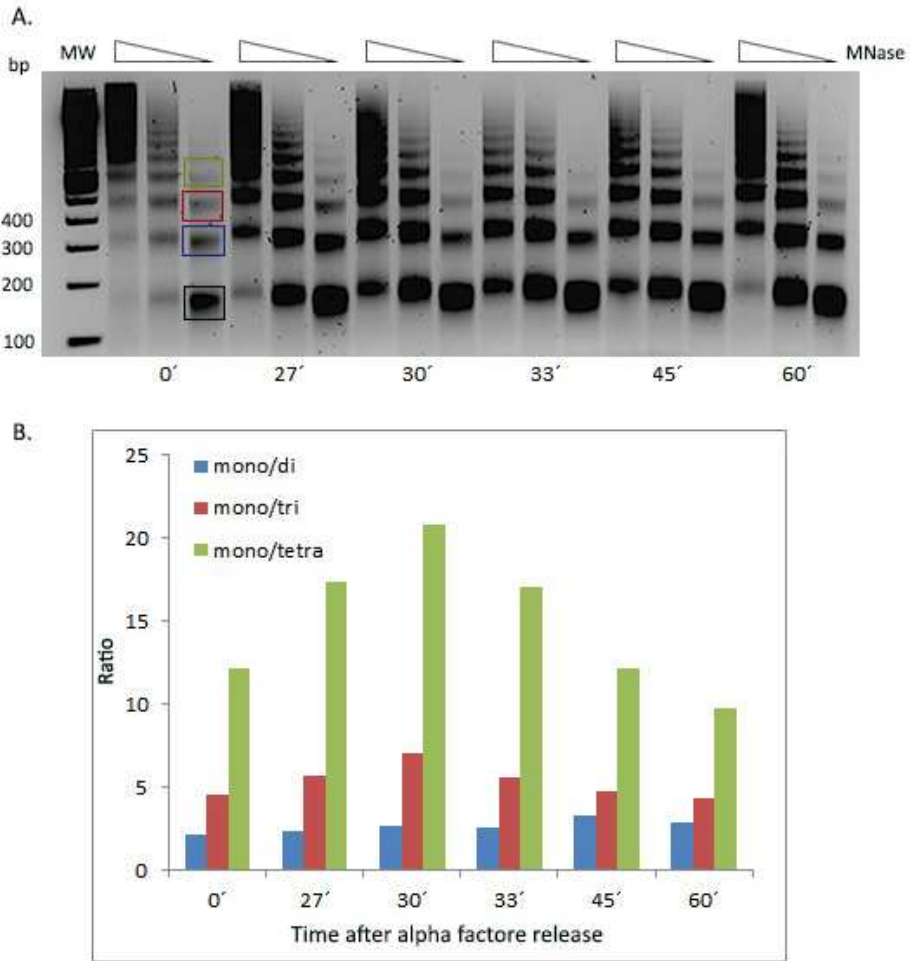 A.
MW
MNase
bp
400
300
200
100
0´ 27´ 30´ 33´ 45´ 60´
B.
25
20
15
10
5
0
mono/di
mono/tri
mono/tetra
Ratio
0´ 27´ 30´ 33´ 45´ 60´
Time after alpha factore release